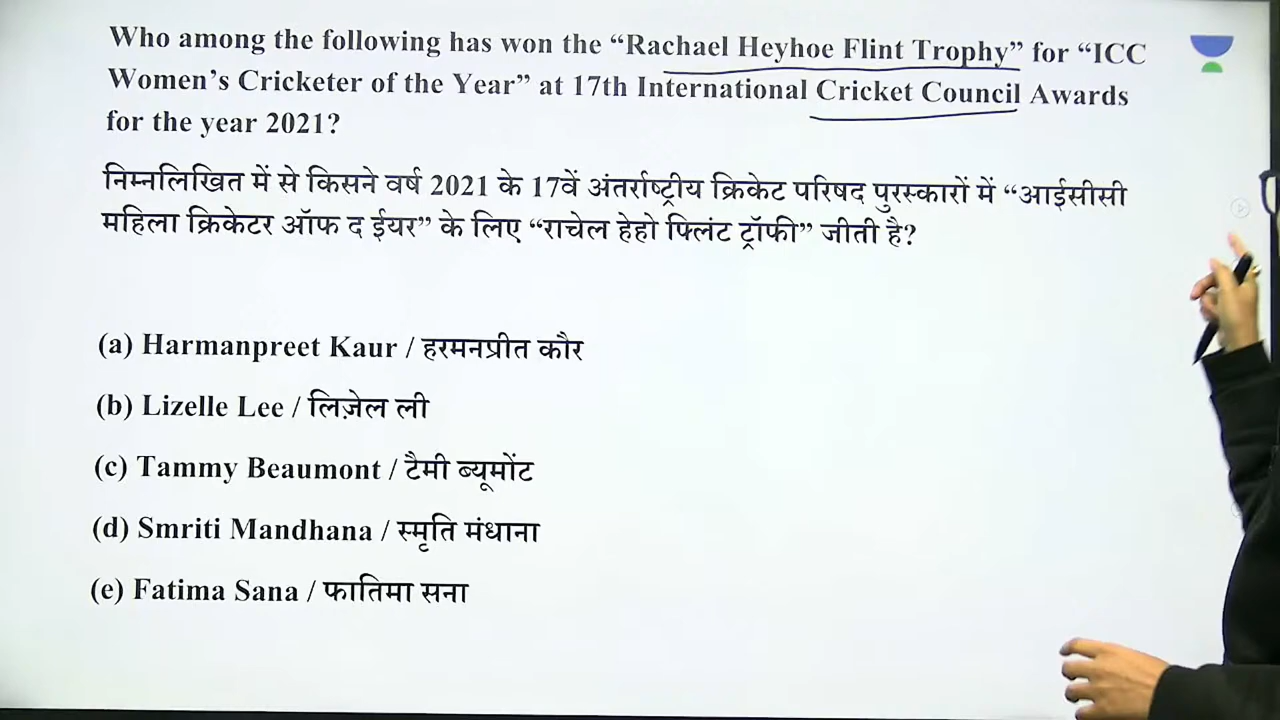 Who among the following has won the “Rachael Heyhoe Flint Trophy” for “ICC
Women’s Cricketer of the Year” at 17th International Cricket Council Awards
for the year 2021?
निम्नलिखित में से किसने वर्ष 2021 के 17वें अंतर्राष्ट्रीय क्रिकेट परिषद पुरस्कारों में “आईसीसी
महिला क्रिकेटर ऑफ द ईयर” के लिए “राचेल हेहो फ्लिंट ट्रॉफी” जीती है?
(a) Harmanpreet Kaur / हरमनप्रीत कौर
(b) Lizelle Lee / लिज़ेल ली
(c) Tammy Beaumont / टैमी ब्यूमोंट
(d) Smriti Mandhana / स्मृति मंधाना
(e) Fatima Sana / फातिमा सना